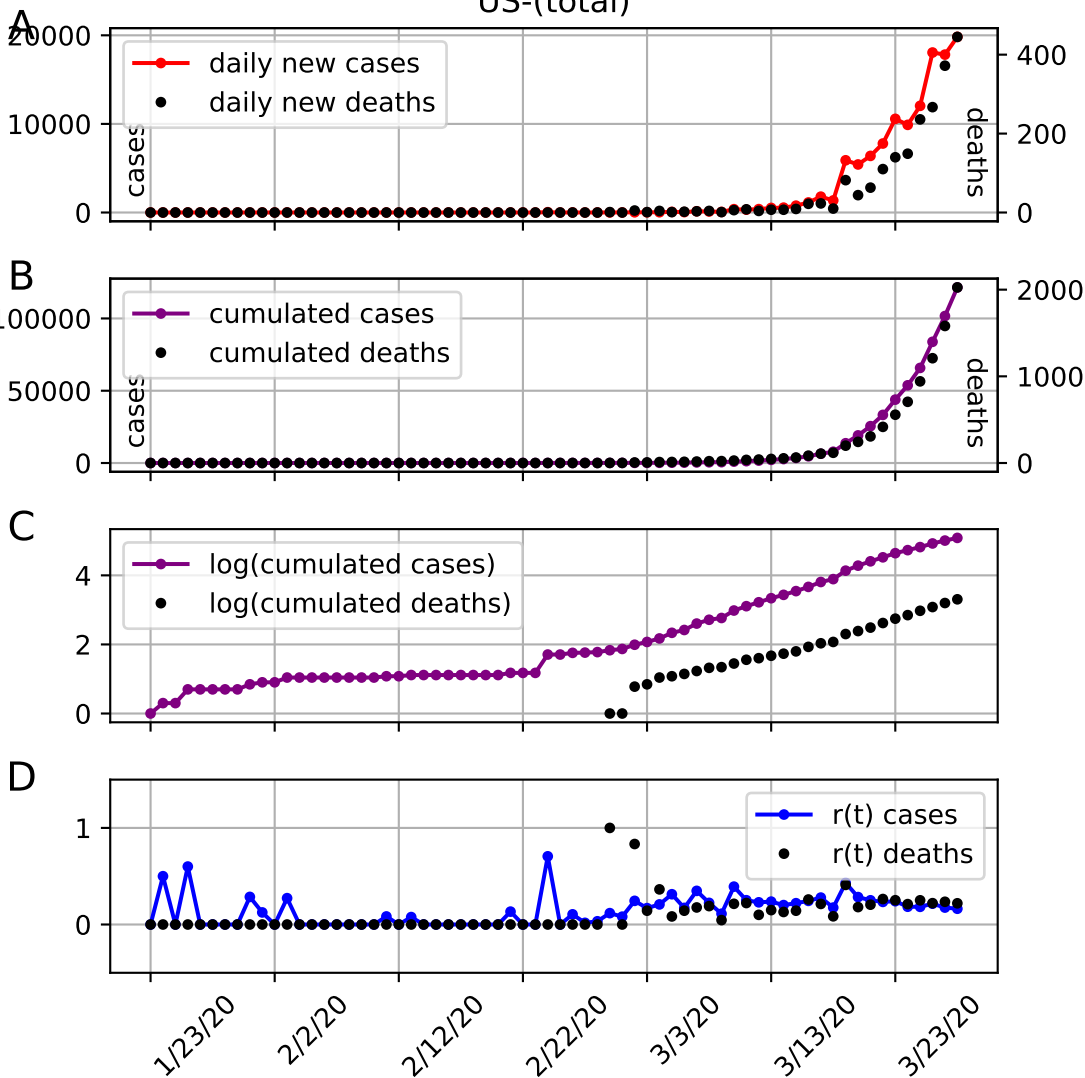 US-(total)
A
20000
10000
0
cases
daily new cases
daily new deaths
400
200
0
deaths
B
100000
50000
0
cases
cumulated cases
cumulated deaths
2000
1000
0
deaths
C
4
2
0
log(cumulated cases)
log(cumulated deaths)
D
1
0
r(t) cases
r(t) deaths
1/23/20
2/2/20
2/12/20
2/22/20
3/3/20
3/13/20
3/23/20